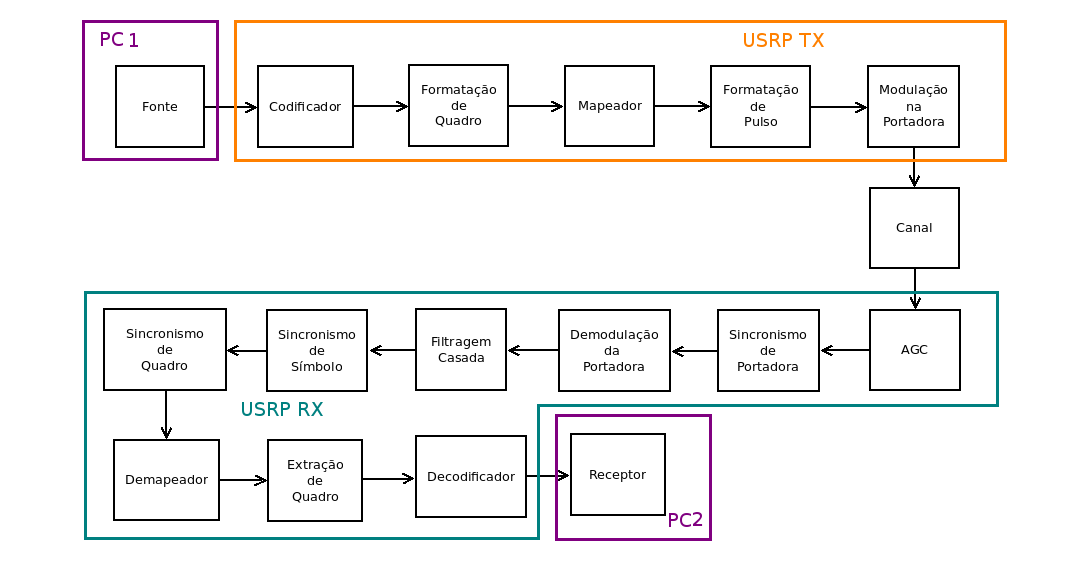 PC 1
USRP TX
Fonte
Codificador
Formatação
de
Quadro
Mapeador
Formatação
de
Pulso
Modulação
na
Portadora
Canal
AGC
Sincronismo
de
Portadora
Demodulação
da
Portadora
Filtragem
Casada
Sincronismo
de
Símbolo
Sincronismo
de
Quadro
USRP RX
Demapeador
Extração
de
Quadro
Decodificador
Receptor
PC2